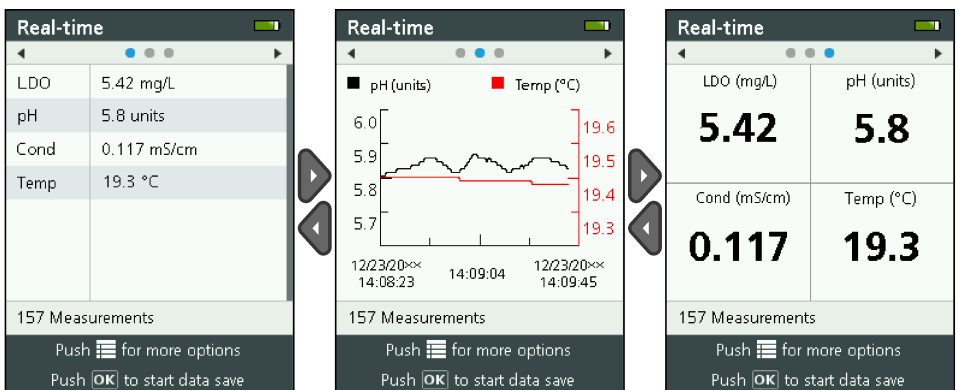 Real-time
LDO 5.42 mg/L
pH 5.8 units
Cond 0.117 mS/cm
Temp 19.3 °C
157 Measurements
Push for more options
Push OK to start data save
Real-time
pH (units) Temp (°C)
6.0 19.6
5.9 19.5
5.8 19.4
5.7 19.3
12/23/20×× 14:09:04 12/23/20××
14:08:23 14:09:45
157 Measurements
Push for more options
Push OK to start data save
Real-time
LDO (mg/L) pH (units)
5.42 5.8
Cond (mS/cm) Temp (°C)
0.117 19.3
157 Measurements
Push for more options
Push OK to start data save